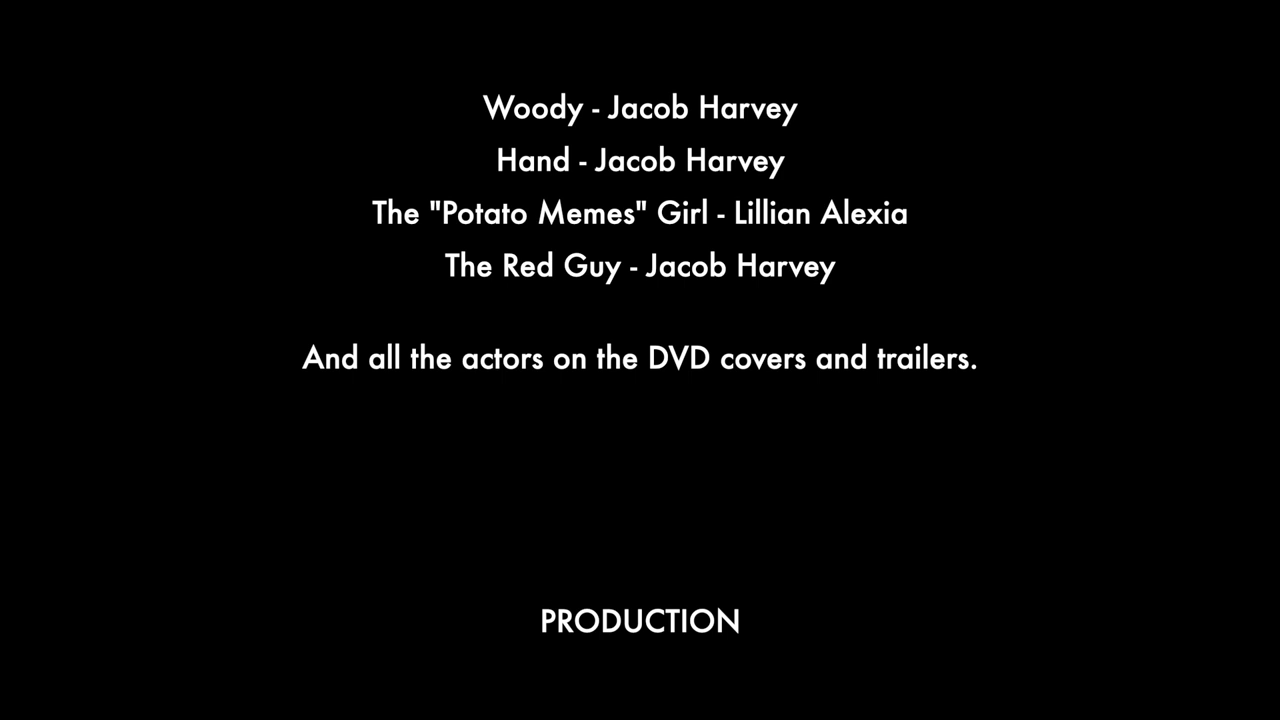 Woody - Jacob Harvey
Hand - Jacob Harvey
The "Potato Memes" Girl - Lillian Alexia
The Red Guy - Jacob Harvey
And all the actors on the DVD covers and trailers.
PRODUCTION